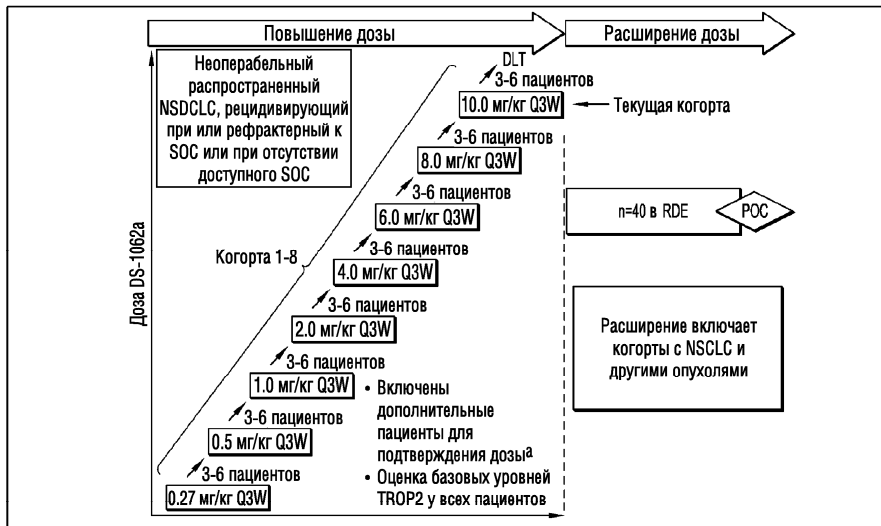 Повышение дозы
Расширение дозы
Неоперабельный
распространенный
NSDCLC, рецидивирующий
при или рефрактерный к
SOC или при отсутствии
доступного SOC
DLT
3-6 пациентов
10.0 мг/кг Q3W
Текущая когорта
3-6 пациентов
8.0 мг/кг Q3W
3-6 пациентов
6.0 мг/кг Q3W
n=40 в RDE
POC
Когорта 1-8
3-6 пациентов
4.0 мг/кг Q3W
3-6 пациентов
2.0 мг/кг Q3W
3-6 пациентов
1.0 мг/кг Q3W
3-6 пациентов
0.5 мг/кг Q3W
3-6 пациентов
0.27 мг/кг Q3W
• Включены
дополнительные
пациенты для
подтверждения дозыa
• Оценка базовых уровней
TROP2 у всех пациентов
Расширение включает
когорты с NSCLC и
другими опухолями
Доза DS-1062a